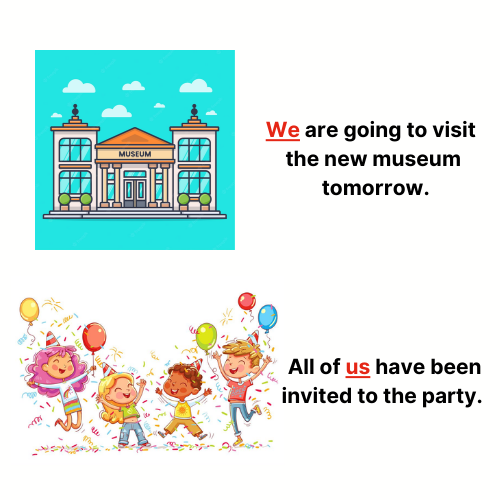 MUSEUM
We are going to visit
the new museum
tomorrow.
All of us have been
invited to the party.